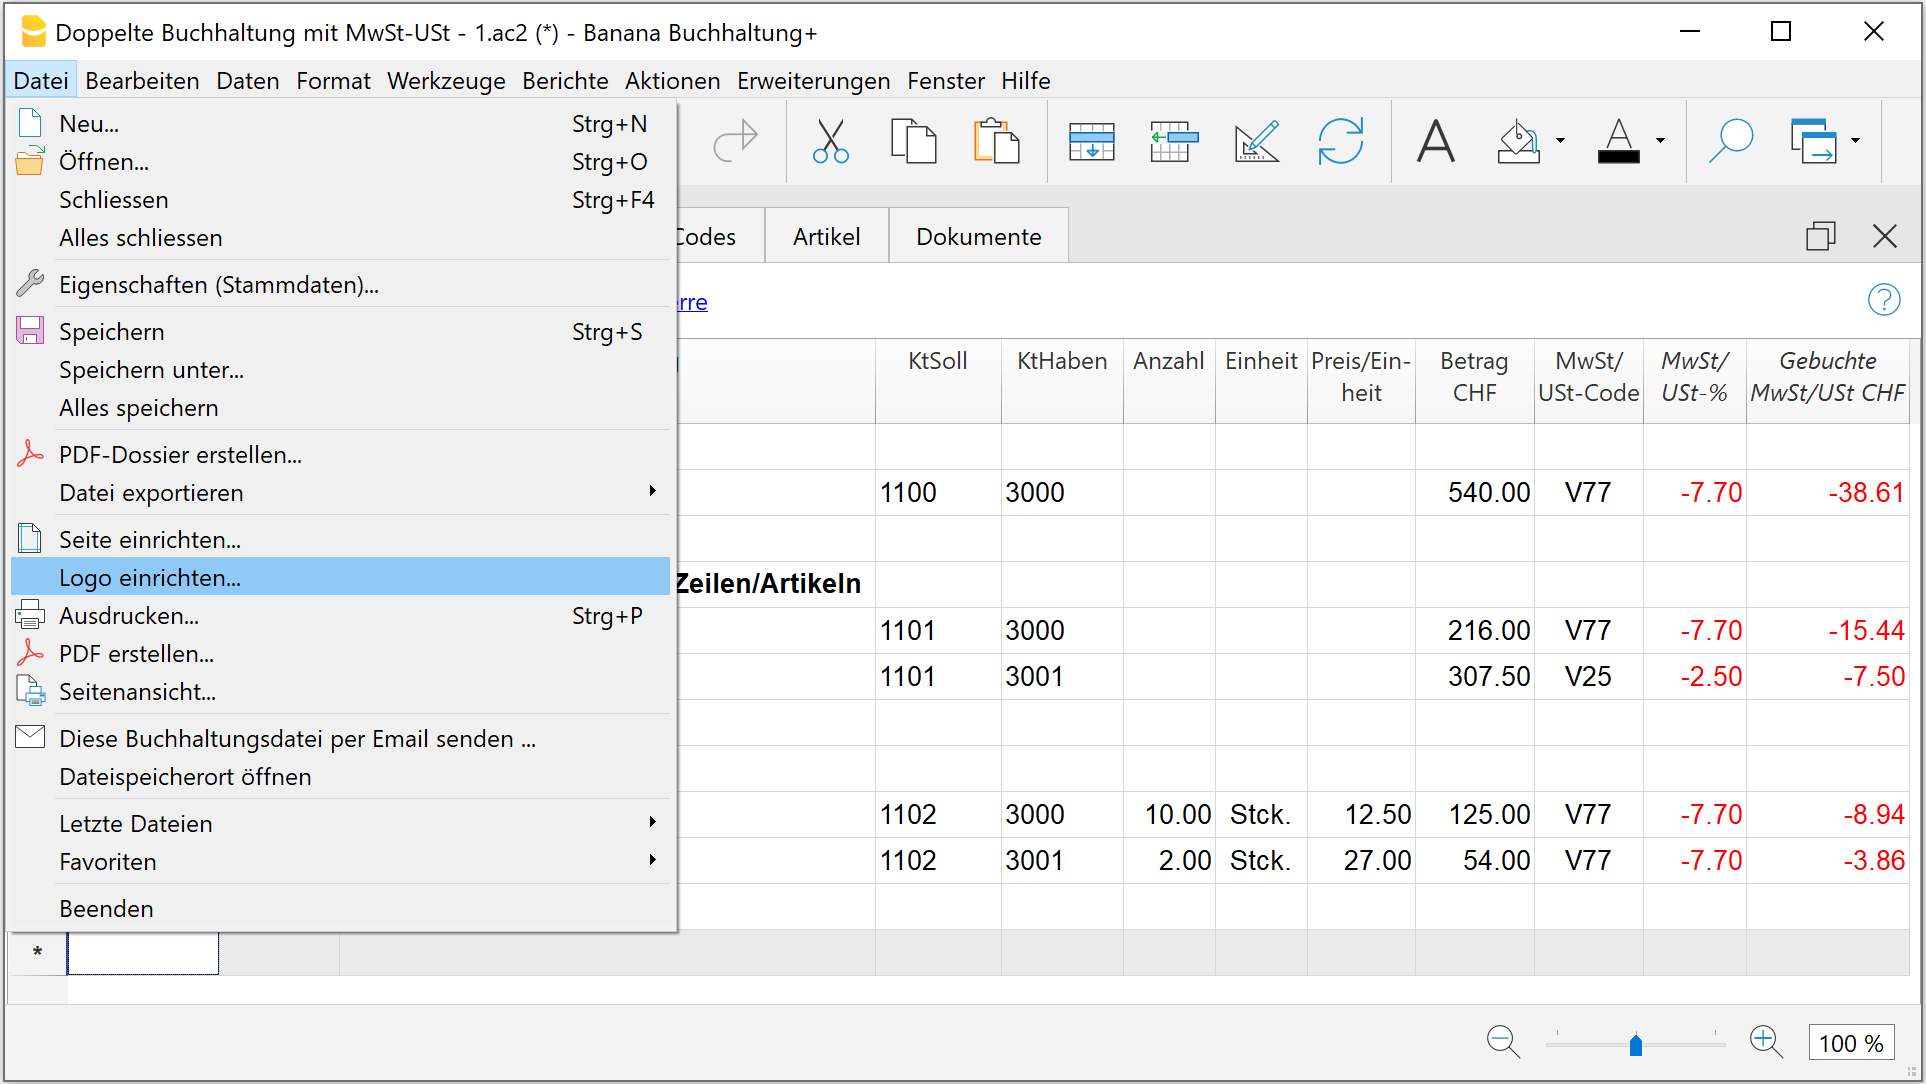 Doppelte Buchhaltung mit MwSt-USt - 1.ac2 (*) - Banana Buchhaltung+
Datei Bearbeiten Daten Format Werkzeuge Berichte Aktionen Erweiterungen Fenster Hilfe
Neu... Strg+N
Öffnen... Strg+O
Schliessen Strg+F4
Alles schliessen
Eigenschaften (Stammdaten)...
Speichern Strg+S
Speichern unter...
Alles speichern
PDF-Dossier erstellen...
Datei exportieren
Seite einrichten...
Logo einrichten...
Ausdrucken... Strg+P
PDF erstellen...
Seitenansicht...
Diese Buchhaltungsdatei per Email senden ...
Dateispeicherort öffnen
Letzte Dateien
Favoriten
Beenden
Codes Artikel Dokumente
erre
KtSoll KtHaben Anzahl Einheit Preis/Ein-
heit Betrag
CHF MwSt/
USt-Code MwSt/
USt-% Gebuchte
MwSt/USt CHF
1100 3000 540.00 V77 -7.70 -38.61
Zeilen/Artikeln
1101 3000 216.00 V77 -7.70 -15.44
1101 3001 307.50 V25 -2.50 -7.50
1102 3000 10.00 Stck. 12.50 125.00 V77 -7.70 -8.94
1102 3001 2.00 Stck. 27.00 54.00 V77 -7.70 -3.86
*
100 %